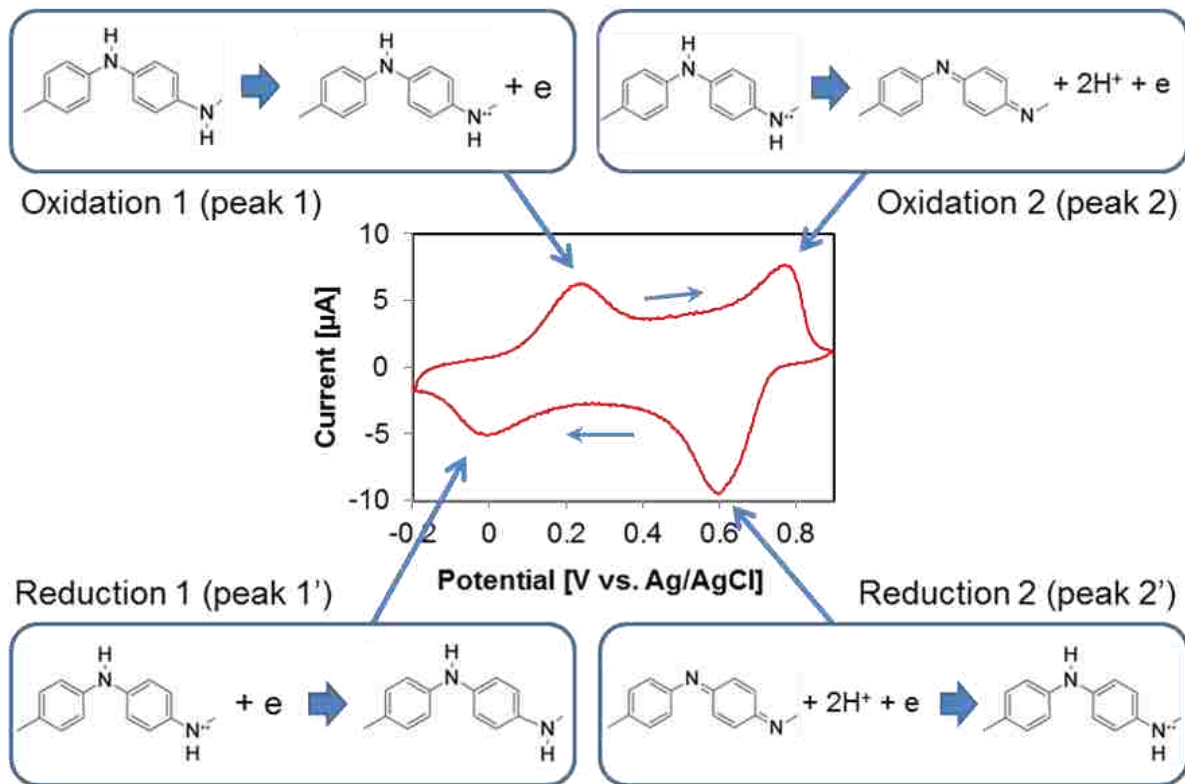 H
N
N
H
H
N
N••
H
+ e
H
N
N••
H
N
N
+ 2H⁺ + e
Oxidation 1 (peak 1)
Oxidation 2 (peak 2)
10
5
0
-5
-10
Current [µA]
-0.2 0 0.2 0.4 0.6 0.8
Potential [V vs. Ag/AgCl]
Reduction 1 (peak 1’)
Reduction 2 (peak 2’)
H
N
N••
H
+ e
H
N
N
H
N
N
+ 2H⁺ + e
H
N
N••
H